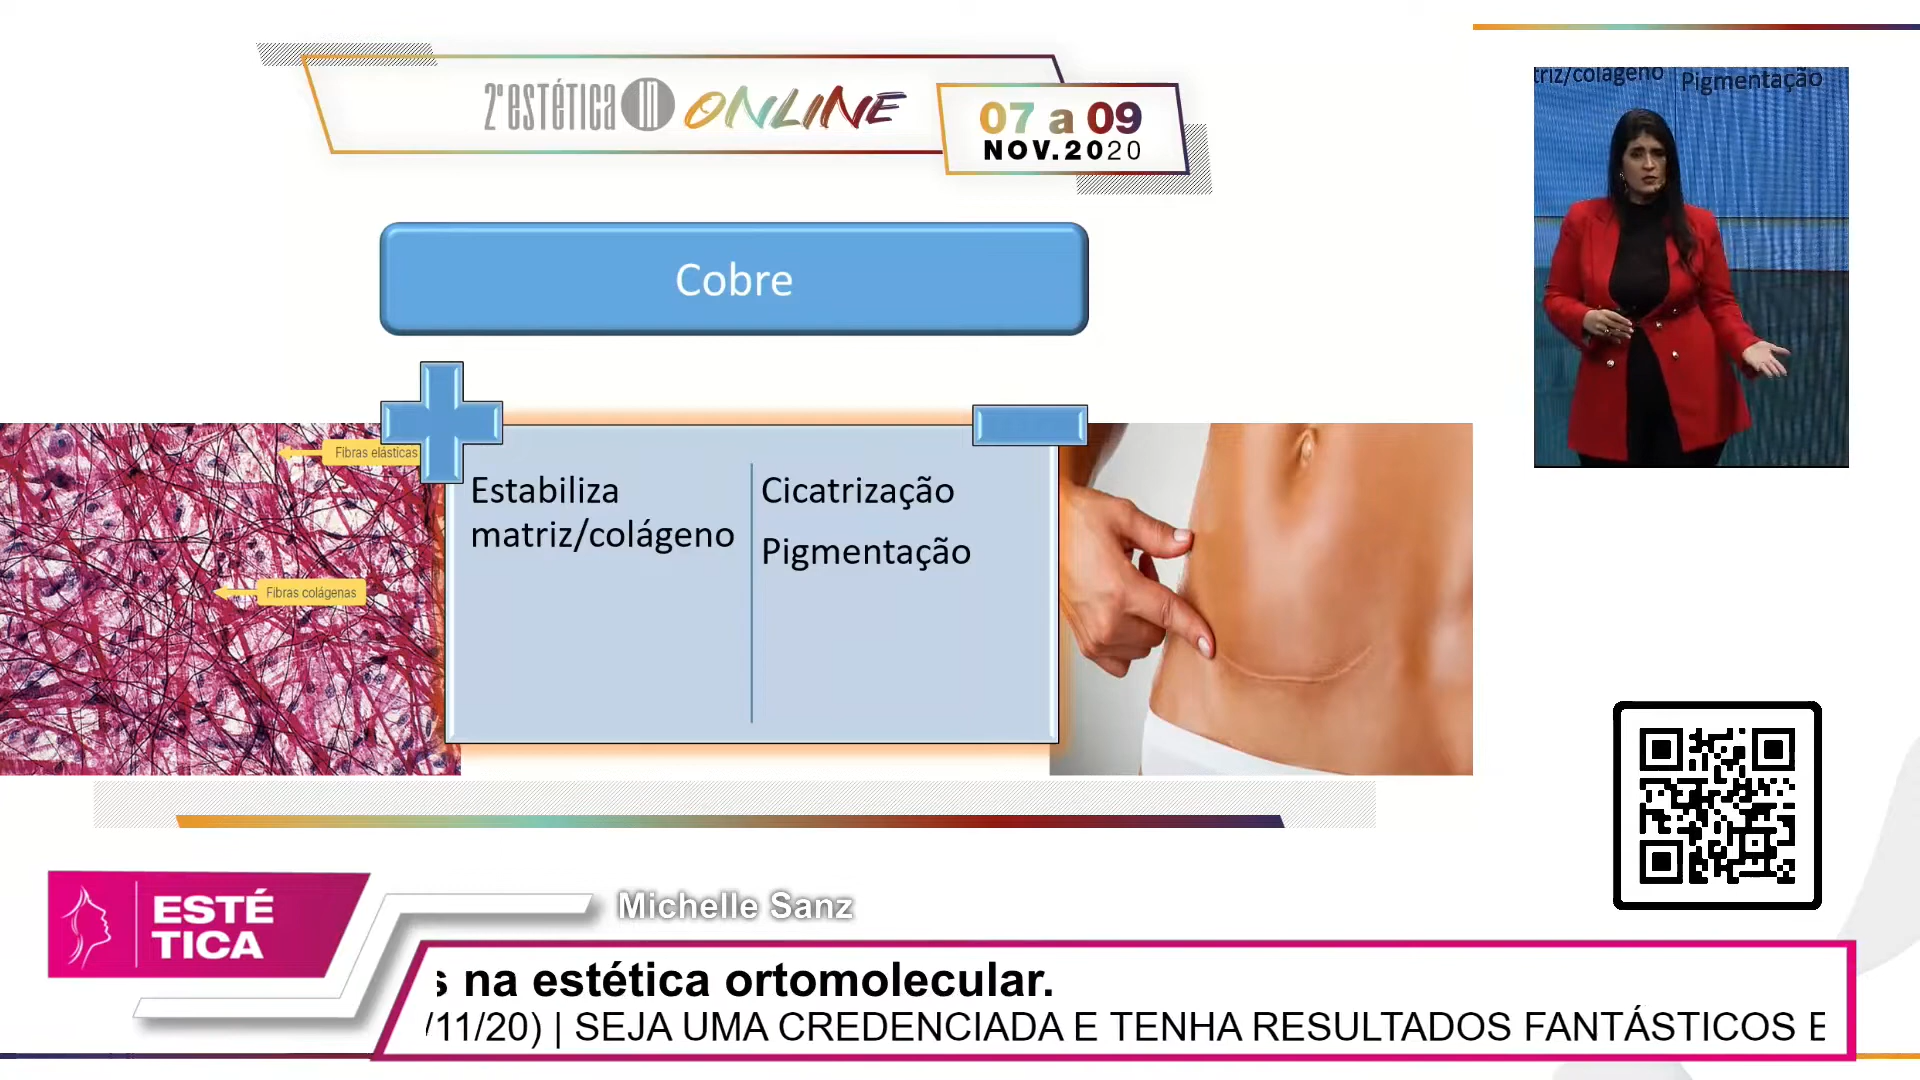 2ª estética IN ONLINE
07 a 09
NOV.2020
triz/colágeno Pigmentação
Cobre
Fibras elásticas
Fibras colágenas
Estabiliza
matriz/colágeno
Cicatrização
Pigmentação
ESTÉ
TICA
Michelle Sanz
s na estética ortomolecular.
/11/20) | SEJA UMA CREDENCIADA E TENHA RESULTADOS FANTÁSTICOS E